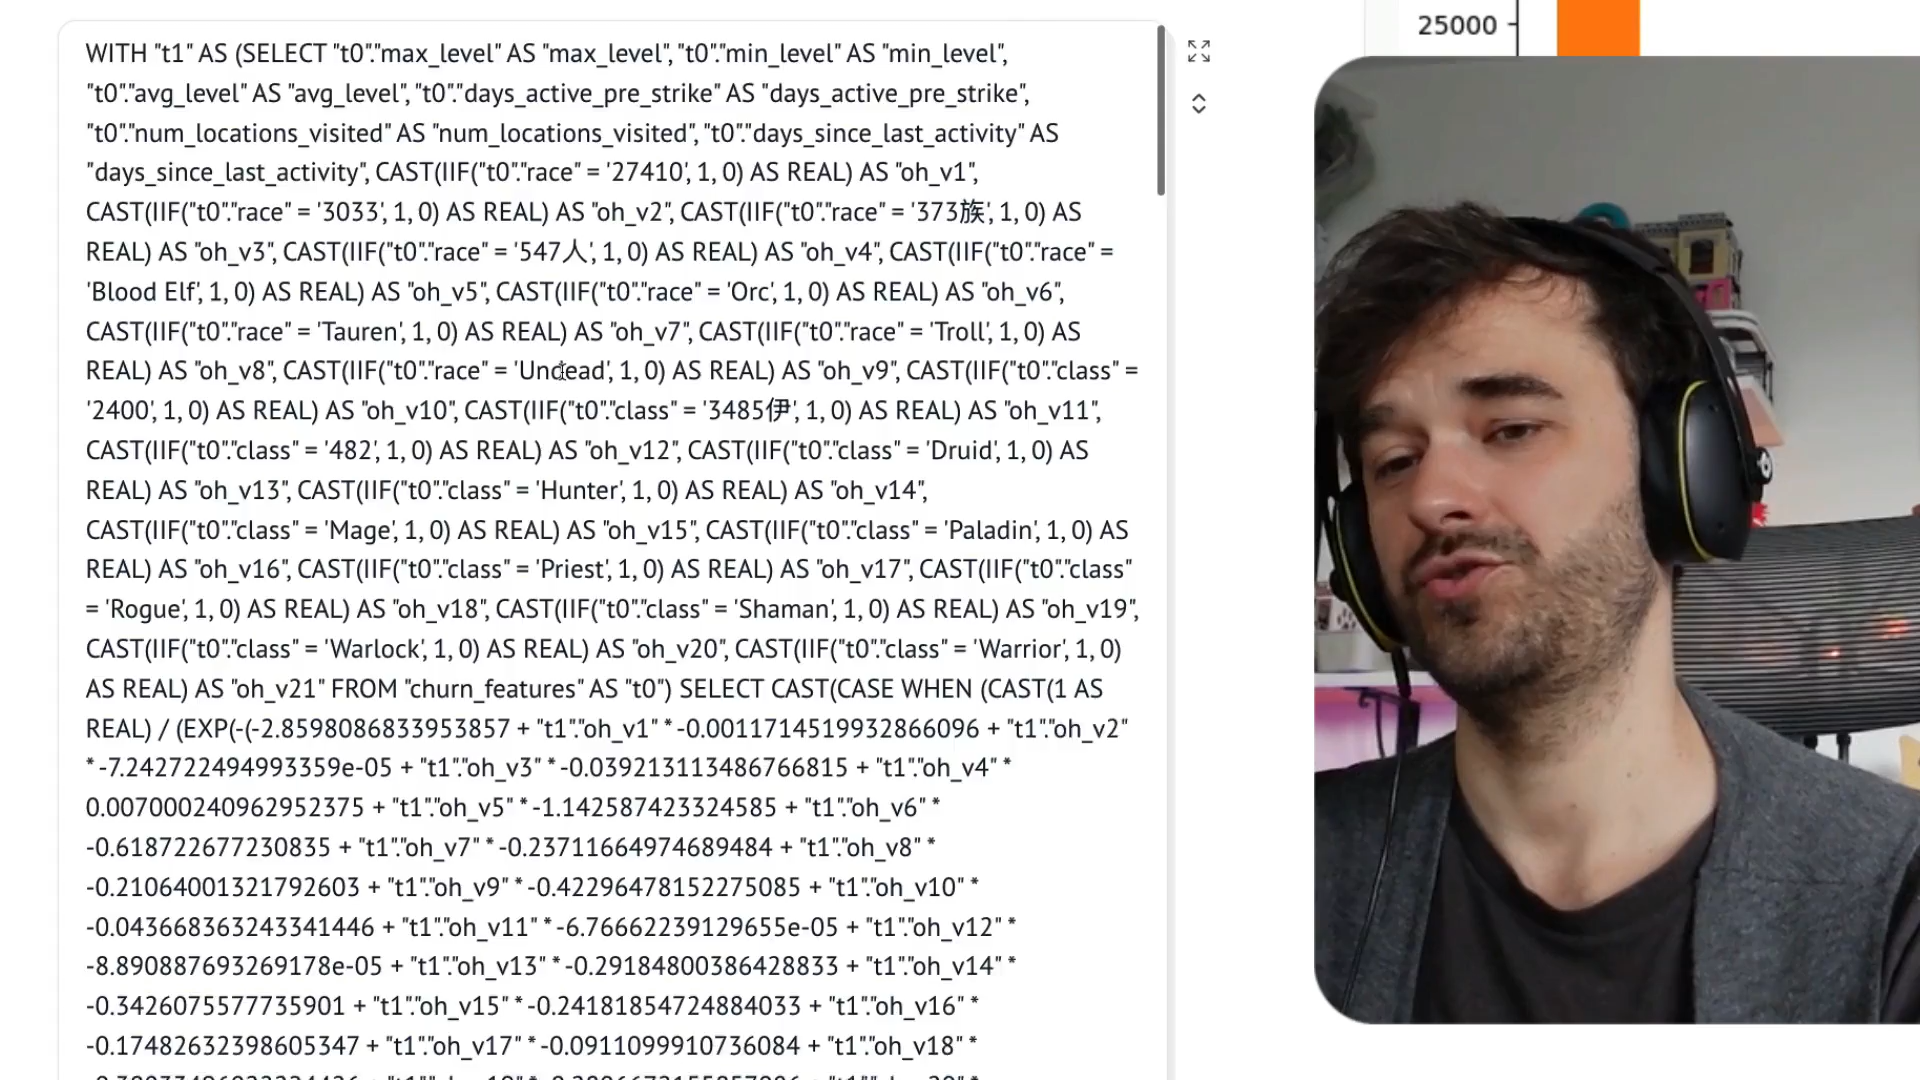 WITH "t1" AS (SELECT "t0"."max_level" AS "max_level", "t0"."min_level" AS "min_level",
"t0"."avg_level" AS "avg_level", "t0"."days_active_pre_strike" AS "days_active_pre_strike",
"t0"."num_locations_visited" AS "num_locations_visited", "t0"."days_since_last_activity" AS
"days_since_last_activity", CAST(IIF("t0"."race" = '27410', 1, 0) AS REAL) AS "oh_v1",
CAST(IIF("t0"."race" = '3033', 1, 0) AS REAL) AS "oh_v2", CAST(IIF("t0"."race" = '373族', 1, 0) AS
REAL) AS "oh_v3", CAST(IIF("t0"."race" = '547人', 1, 0) AS REAL) AS "oh_v4", CAST(IIF("t0"."race" =
'Blood Elf', 1, 0) AS REAL) AS "oh_v5", CAST(IIF("t0"."race" = 'Orc', 1, 0) AS REAL) AS "oh_v6",
CAST(IIF("t0"."race" = 'Tauren', 1, 0) AS REAL) AS "oh_v7", CAST(IIF("t0"."race" = 'Troll', 1, 0) AS
REAL) AS "oh_v8", CAST(IIF("t0"."race" = 'Undead', 1, 0) AS REAL) AS "oh_v9", CAST(IIF("t0"."class" =
'2400', 1, 0) AS REAL) AS "oh_v10", CAST(IIF("t0"."class" = '3485伊', 1, 0) AS REAL) AS "oh_v11",
CAST(IIF("t0"."class" = '482', 1, 0) AS REAL) AS "oh_v12", CAST(IIF("t0"."class" = 'Druid', 1, 0) AS
REAL) AS "oh_v13", CAST(IIF("t0"."class" = 'Hunter', 1, 0) AS REAL) AS "oh_v14",
CAST(IIF("t0"."class" = 'Mage', 1, 0) AS REAL) AS "oh_v15", CAST(IIF("t0"."class" = 'Paladin', 1, 0) AS
REAL) AS "oh_v16", CAST(IIF("t0"."class" = 'Priest', 1, 0) AS REAL) AS "oh_v17", CAST(IIF("t0"."class"
= 'Rogue', 1, 0) AS REAL) AS "oh_v18", CAST(IIF("t0"."class" = 'Shaman', 1, 0) AS REAL) AS "oh_v19",
CAST(IIF("t0"."class" = 'Warlock', 1, 0) AS REAL) AS "oh_v20", CAST(IIF("t0"."class" = 'Warrior', 1, 0)
AS REAL) AS "oh_v21" FROM "churn_features" AS "t0") SELECT CAST(CASE WHEN (CAST(1 AS
REAL) / (EXP(-(-2.8598086833953857 + "t1"."oh_v1" * -0.0011714519932866096 + "t1"."oh_v2"
* -7.242722494993359e-05 + "t1"."oh_v3" * -0.039213113486766815 + "t1"."oh_v4" *
0.0070002409629523​75 + "t1"."oh_v5" * -1.142587423324585 + "t1"."oh_v6" *
-0.618722677230835 + "t1"."oh_v7" * -0.23711664974689484 + "t1"."oh_v8" *
-0.21064001321792603 + "t1"."oh_v9" * -0.42296478152275085 + "t1"."oh_v10" *
-0.043668363243341446 + "t1"."oh_v11" * -6.76662239129655e-05 + "t1"."oh_v12" *
-8.890887693269178e-05 + "t1"."oh_v13" * -0.29184800386428833 + "t1"."oh_v14" *
-0.3426075577735901 + "t1"."oh_v15" * -0.24181854724884033 + "t1"."oh_v16" *
-0.17482632398605347 + "t1"."oh_v17" * -0.0911099910736084 + "t1"."oh_v18" *
25000